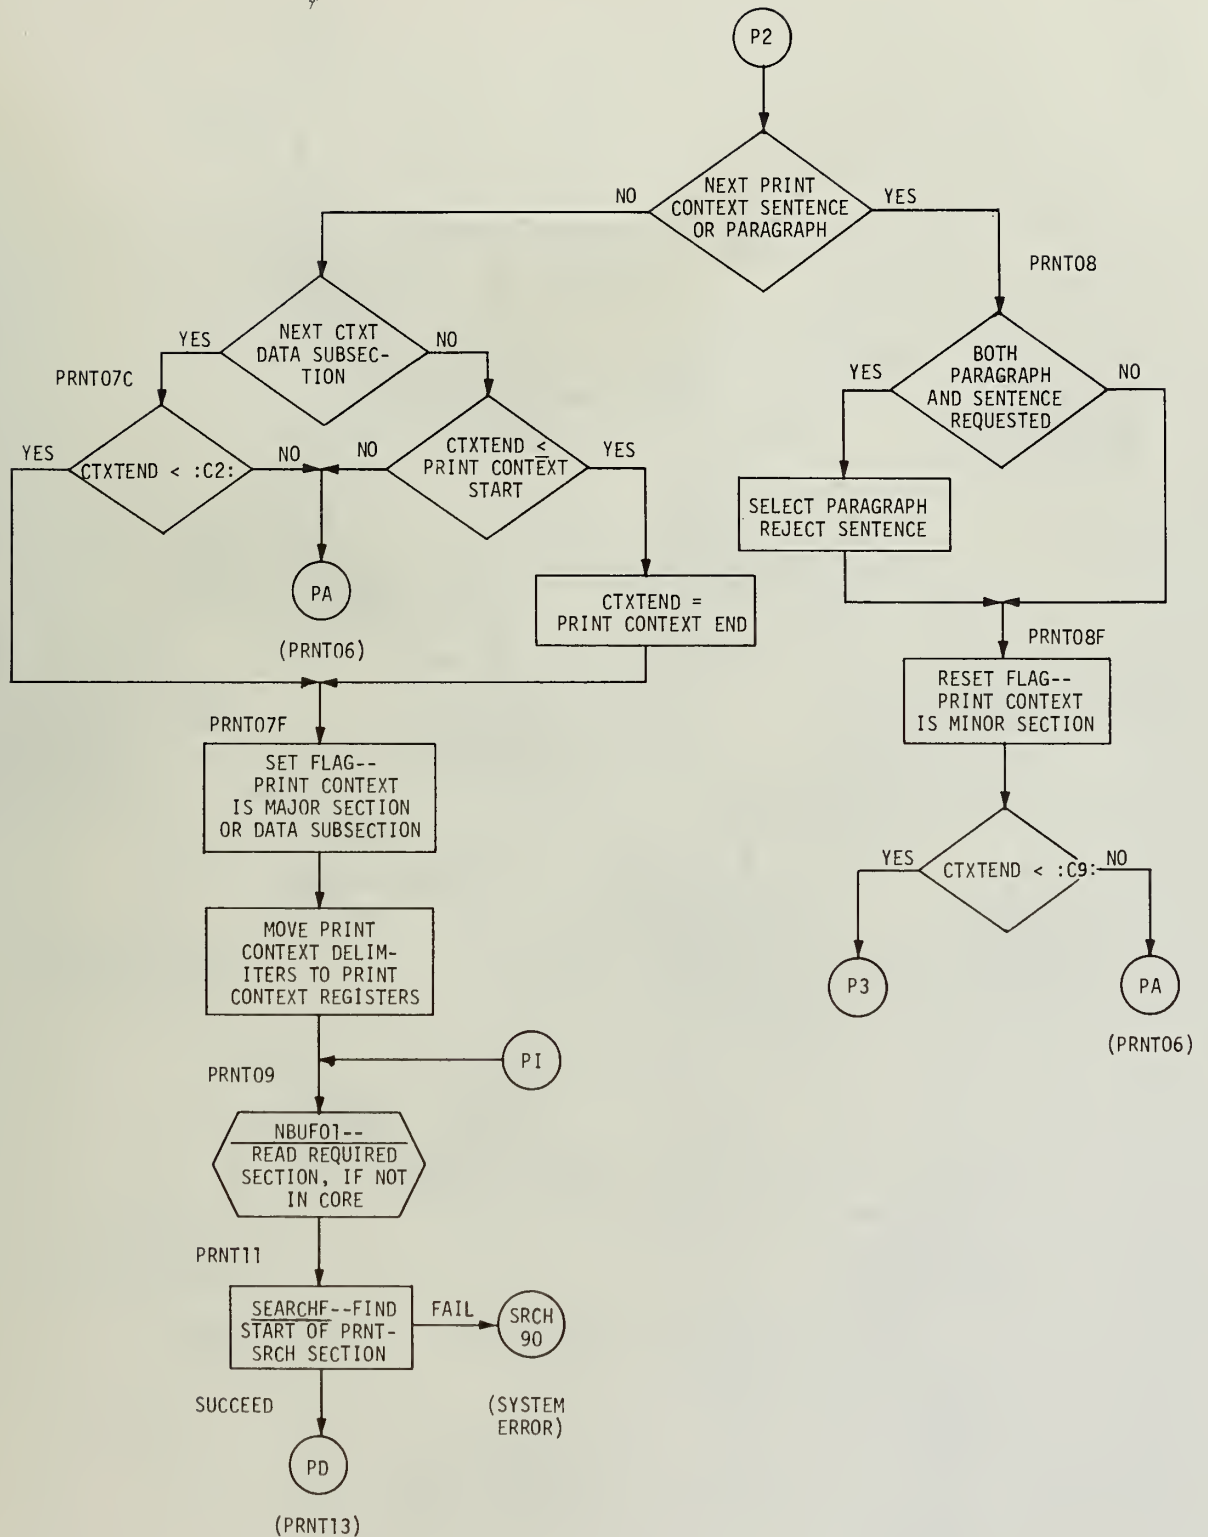 P2
NEXT PRINT
CONTEXT SENTENCE
OR PARAGRAPH
NO
YES
PRNT08
NEXT CTXT
DATA SUBSEC-
TION
YES
NO
PRNT07C
BOTH
PARAGRAPH
AND SENTENCE
REQUESTED
YES
NO
CTXTEND < :C2:
YES
NO
CTXTEND ≤
PRINT CONTEXT
START
NO
YES
SELECT PARAGRAPH
REJECT SENTENCE
PA
(PRNT06)
CTXTEND =
PRINT CONTEXT END
PRNT08F
RESET FLAG--
PRINT CONTEXT
IS MINOR SECTION
PRNT07F
SET FLAG--
PRINT CONTEXT
IS MAJOR SECTION
OR DATA SUBSECTION
YES
CTXTEND < :C9:
NO
MOVE PRINT
CONTEXT DELIM-
ITERS TO PRINT
CONTEXT REGISTERS
P3
PA
(PRNT06)
PI
PRNT09
NBUF01--
READ REQUIRED
SECTION, IF NOT
IN CORE
PRNT11
SEARCHF--FIND
START OF PRNT-
SRCH SECTION
FAIL
SRCH
90
SUCCEED
(SYSTEM
ERROR)
PD
(PRNT13)